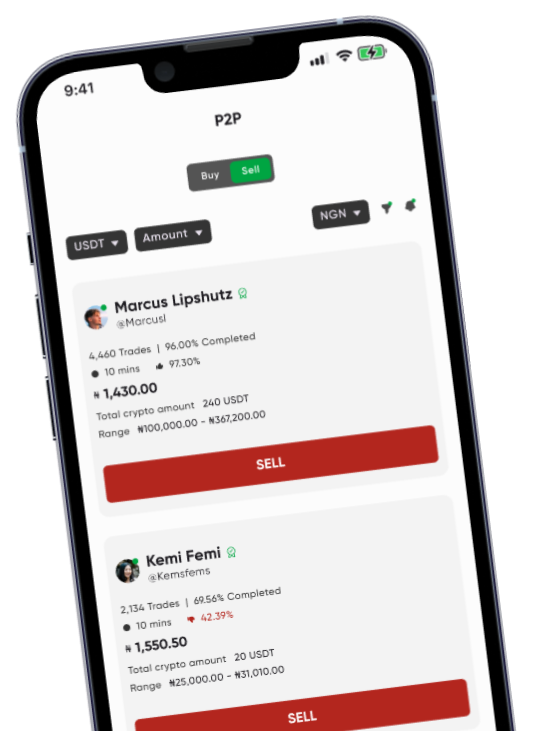 9:41
P2P
Buy Sell
USDT Amount NGN
Marcus Lipshutz
@Marcusl
4,460 Trades | 96.00% Completed
10 mins 97.30%
₦ 1,430.00
Total crypto amount 240 USDT
Range ₦100,000.00 - ₦367,200.00
SELL
Kemi Femi
@Kemsfems
2,134 Trades | 69.56% Completed
10 mins 42.39%
₦ 1,550.50
Total crypto amount 20 USDT
Range ₦25,000.00 - ₦31,010.00
SELL